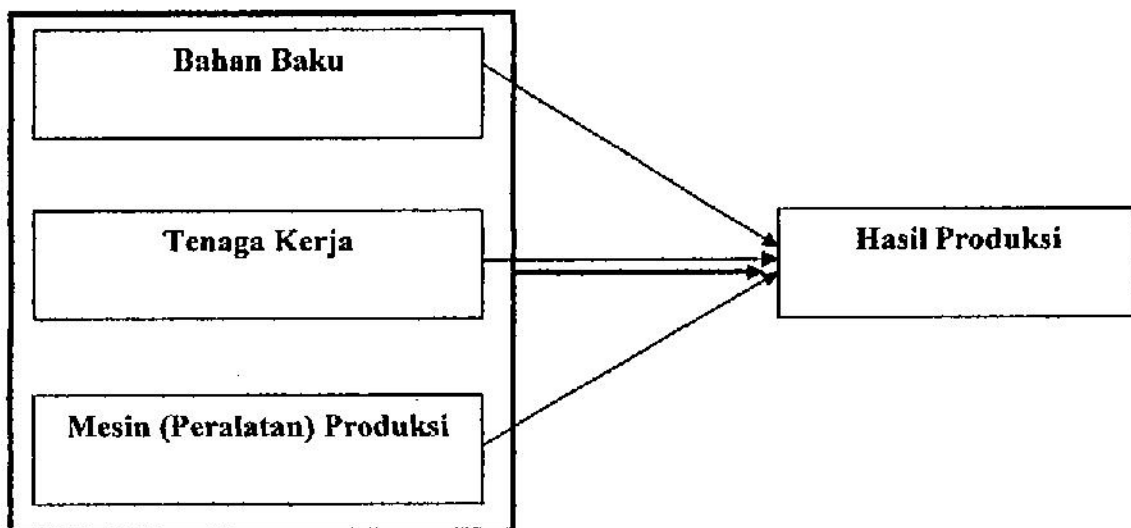 Bahan Baku
Tenaga Kerja
Hasil Produksi
Mesin (Peralatan) Produksi